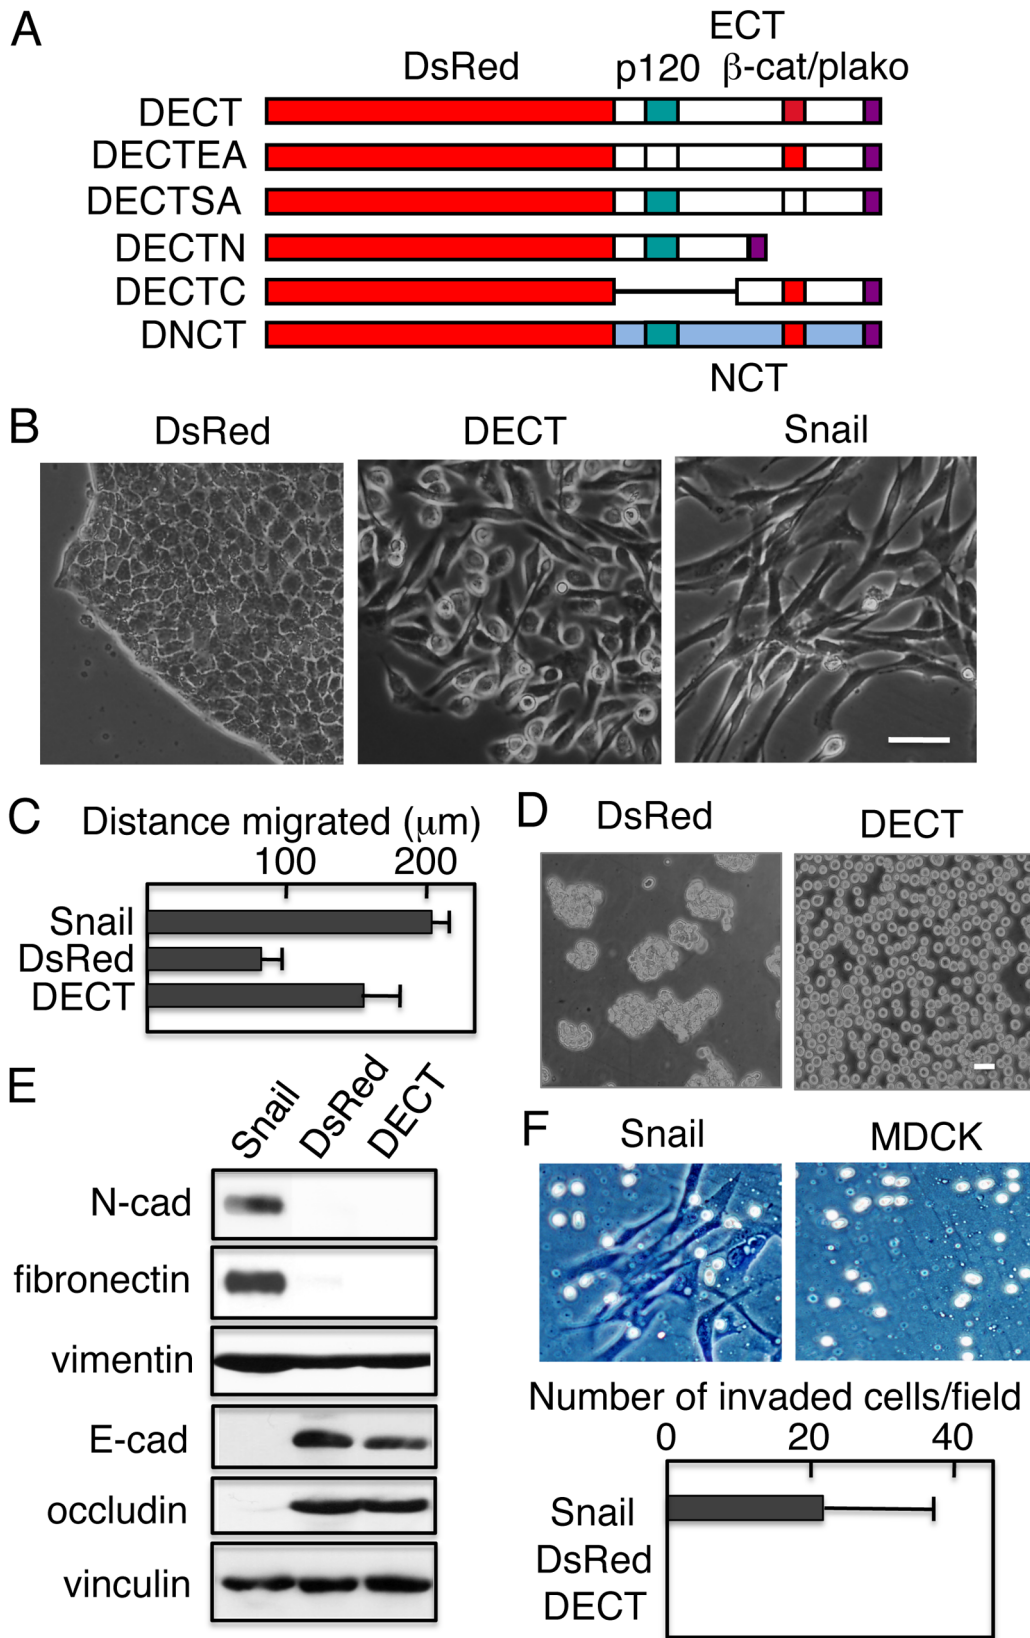 A
ECT
DsRed p120 β-cat/plako
DECT
DECTEA
DECTSA
DECTN
DECTC
DNCT
NCT
B DsRed DECT Snail
C Distance migrated (μm)
100 200
Snail
DsRed
DECT
D DsRed DECT
E Snail DsRed DECT
N-cad
fibronectin
vimentin
E-cad
occludin
vinculin
F Snail MDCK
Number of invaded cells/field
0 20 40
Snail
DsRed
DECT